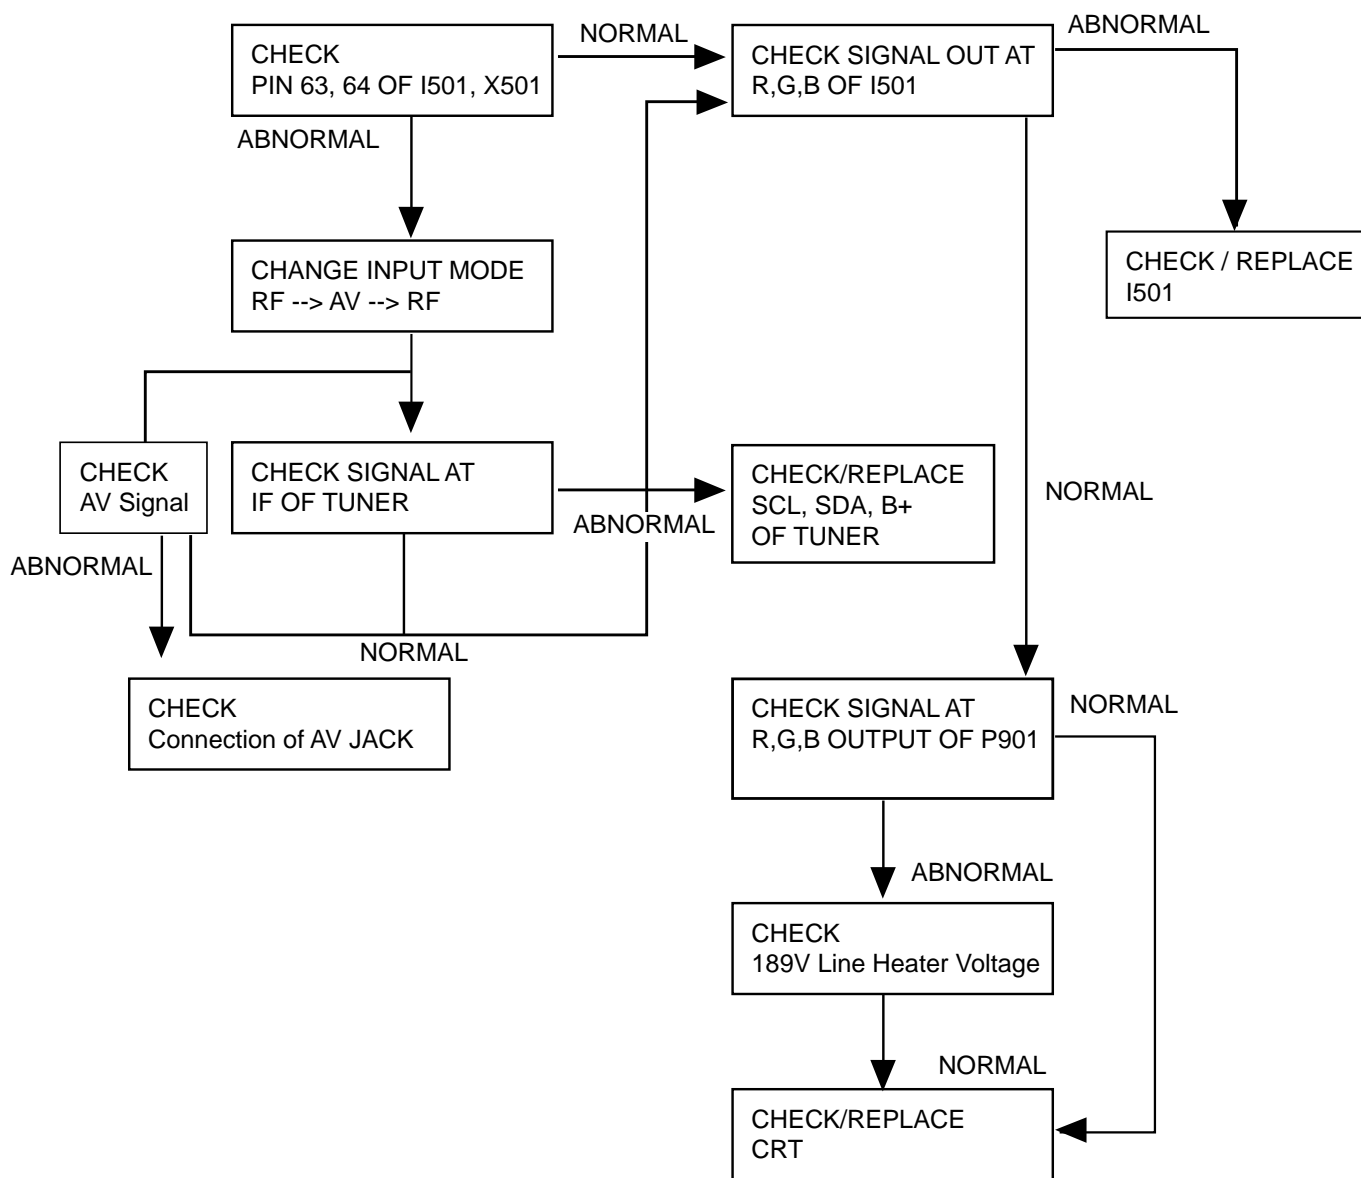 CHECK
PIN 63, 64 OF I501, X501
NORMAL
CHECK SIGNAL OUT AT
R,G,B OF I501
ABNORMAL
ABNORMAL
CHANGE INPUT MODE
RF --> AV --> RF
CHECK / REPLACE
I501
CHECK
AV Signal
CHECK SIGNAL AT
IF OF TUNER
ABNORMAL
CHECK/REPLACE
SCL, SDA, B+
OF TUNER
NORMAL
ABNORMAL
NORMAL
CHECK
Connection of AV JACK
CHECK SIGNAL AT
R,G,B OUTPUT OF P901
NORMAL
ABNORMAL
CHECK
189V Line Heater Voltage
NORMAL
CHECK/REPLACE
CRT